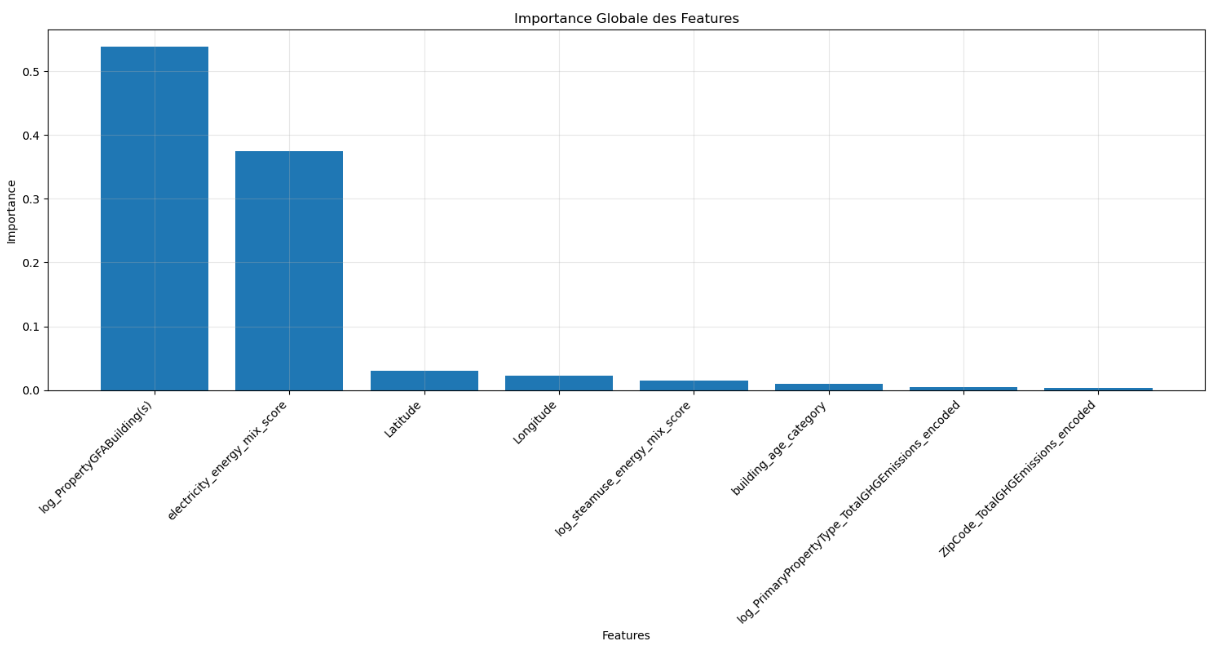 Importance Globale des Features
0.5
0.4
0.3
0.2
0.1
0.0
Importance
log_PropertyGFABuilding(s)
electricity_energy_mix_score
Latitude
Longitude
log_steamuse_energy_mix_score
building_age_category
log_PrimaryPropertyType_TotalGHGEmissions_encoded
ZipCode_TotalGHGEmissions_encoded
Features